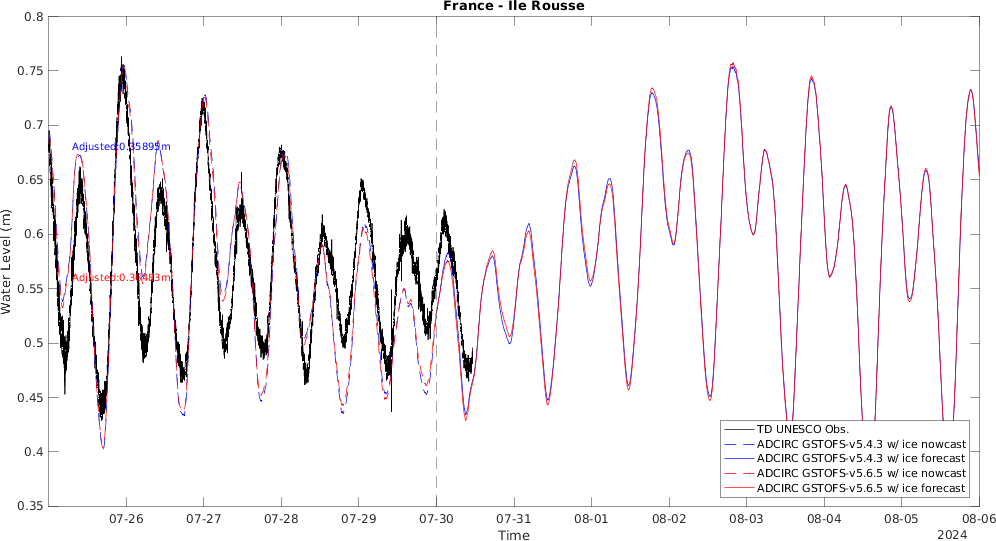 France - Ile Rousse
0.8
0.75
0.7
0.65
0.6
0.55
0.5
0.45
0.4
0.35
Water Level (m)
Adjusted:0.35895m
TD UNESCO Obs.
ADCIRC GSTOFS-v5.4.3 w/ ice nowcast
ADCIRC GSTOFS-v5.4.3 w/ ice forecast
ADCIRC GSTOFS-v5.6.5 w/ ice nowcast
ADCIRC GSTOFS-v5.6.5 w/ ice forecast
07-26
07-27
07-28
07-29
07-30
07-31
08-01
08-02
08-03
08-04
08-05
08-06
Time
2024